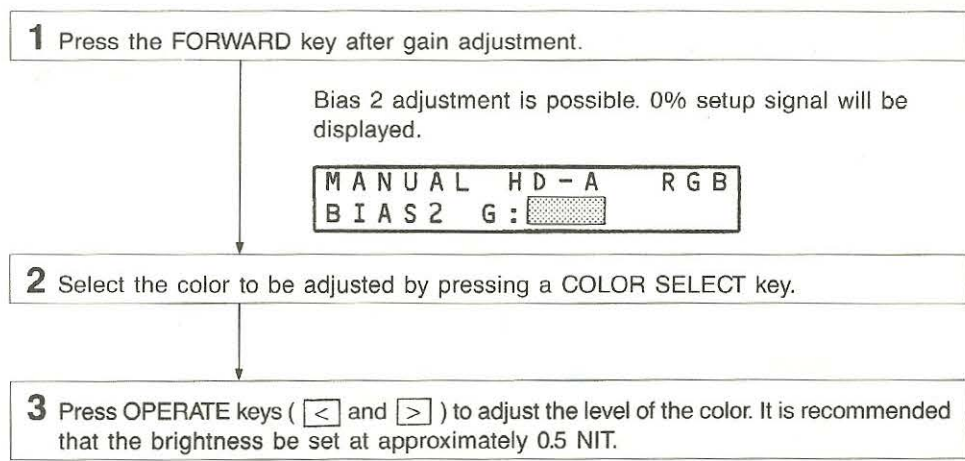 1 Press the FORWARD key after gain adjustment.
Bias 2 adjustment is possible. 0% setup signal will be
displayed.
MANUAL HD-A RGB
BIAS2 G:
2 Select the color to be adjusted by pressing a COLOR SELECT key.
3 Press OPERATE keys ( < and > ) to adjust the level of the color. It is recommended
that the brightness be set at approximately 0.5 NIT.